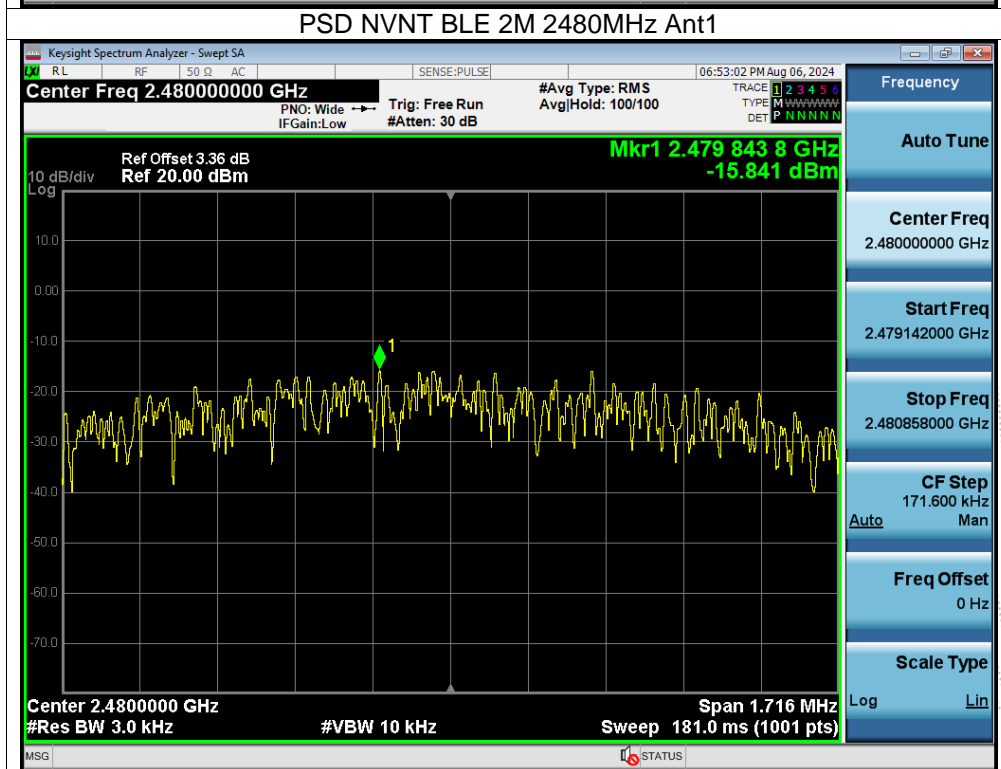 PSD NVNT BLE 2M 2480MHz Ant1
Keysight Spectrum Analyzer - Swept SA
LXI RL RF 50 Ω AC SENSE:PULSE 06:53:02 PM Aug 06, 2024
Center Freq 2.480000000 GHz
PNO: Wide
IFGain:Low
Trig: Free Run
#Atten: 30 dB
#Avg Type: RMS
Avg|Hold: 100/100
TRACE 1 2 3 4 5 6
TYPE M WWWWW
DET P N N N N N
Mkr1 2.479 843 8 GHz
-15.841 dBm
Ref Offset 3.36 dB
10 dB/div Ref 20.00 dBm
Log
10.0
0.00
-10.0
-20.0
-30.0
-40.0
-50.0
-60.0
-70.0
1
Center 2.4800000 GHz Span 1.716 MHz
#Res BW 3.0 kHz #VBW 10 kHz Sweep 181.0 ms (1001 pts)
MSG STATUS
Frequency
Auto Tune
Center Freq
2.480000000 GHz
Start Freq
2.479142000 GHz
Stop Freq
2.480858000 GHz
CF Step
171.600 kHz
Auto Man
Freq Offset
0 Hz
Scale Type
Log Lin